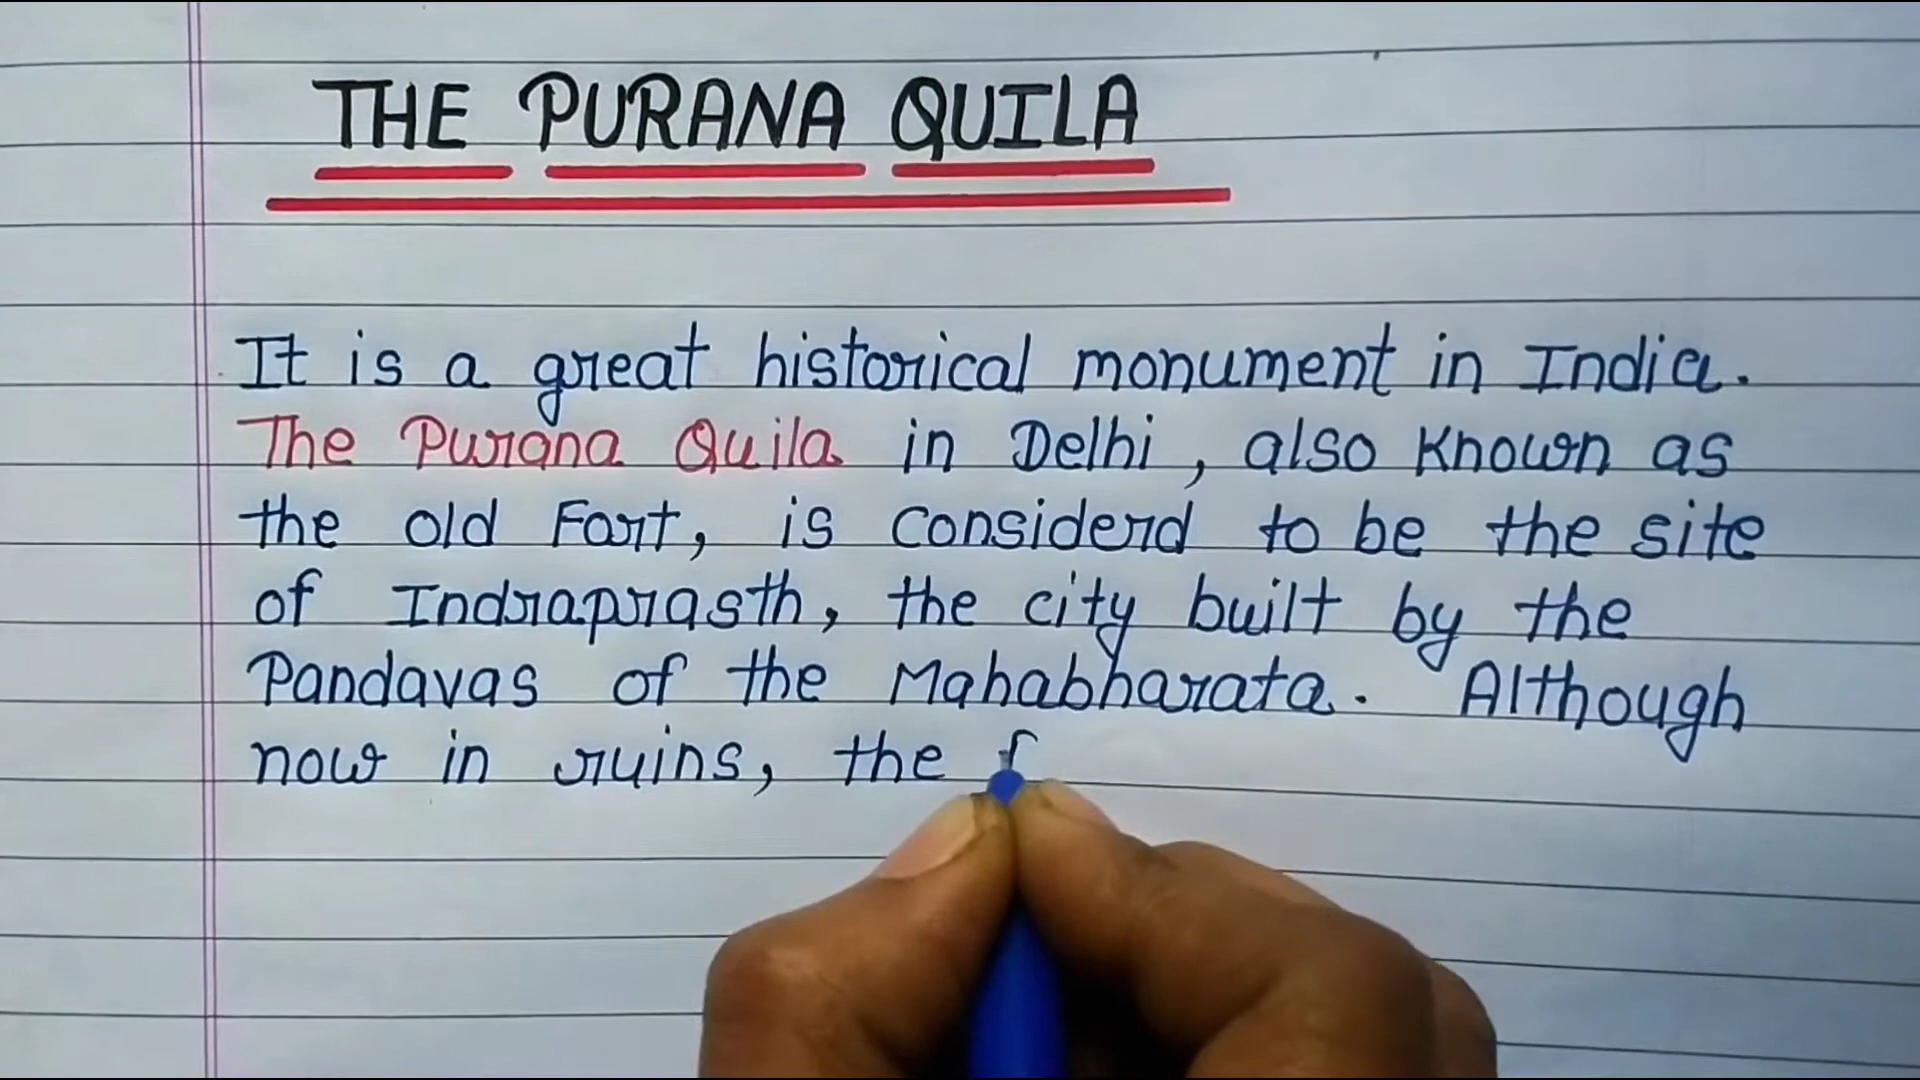 THE PURANA QUILA
It is a great historical monument in India.
The Purana Quila in Delhi, also Known as
the old Fort, is considerd to be the site
of Indraprasth, the city built by the
Pandavas of the Mahabharata. Although
now in ruins, the f